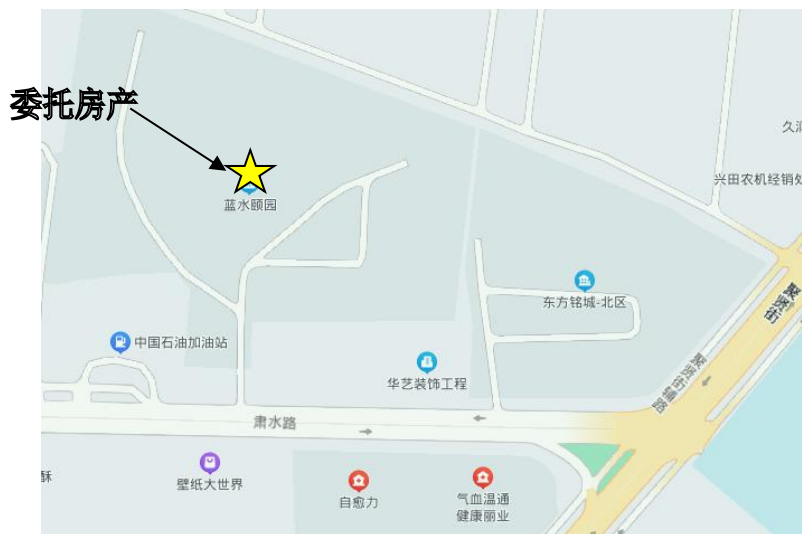 委托房产
久润
兴田农机经销处
蓝水颐园
东方铭城-北区
聚贤街
中国石油加油站
华艺装饰工程
聚贤街辅路
肃水路
酥
壁纸大世界
自愈力
气血温通
健康丽业